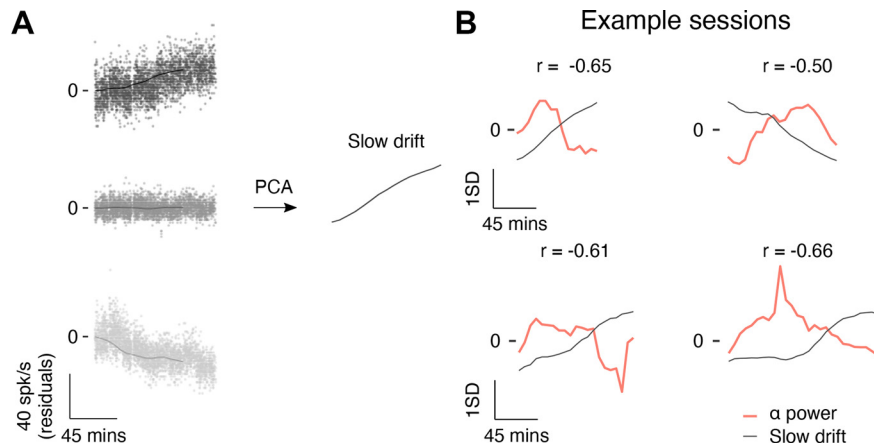 A
0
0
0
40 spk/s
(residuals)
45 mins
PCA
Slow drift
B
Example sessions
r = -0.65
0
1SD
45 mins
r = -0.50
0
r = -0.61
0
1SD
45 mins
r = -0.66
0
α power
Slow drift